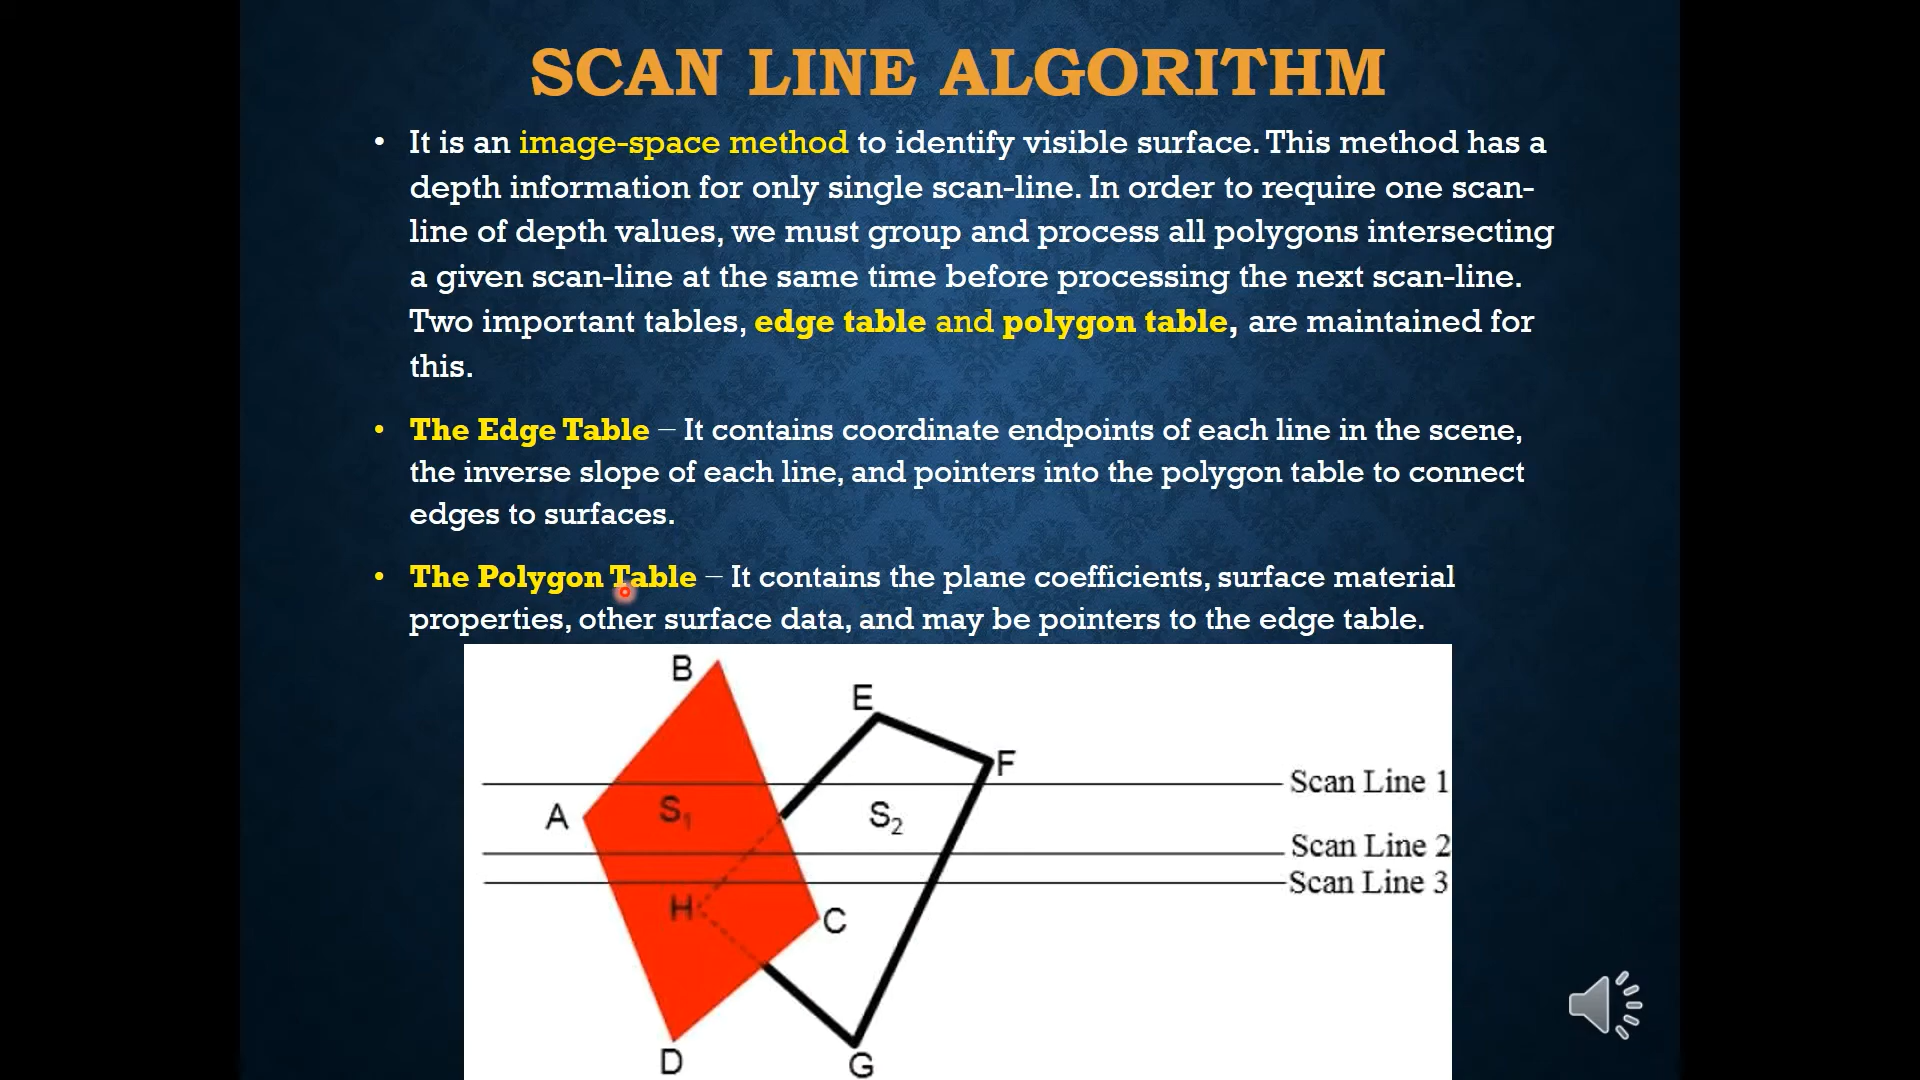 SCAN LINE ALGORITHM
• It is an image-space method to identify visible surface. This method has a
depth information for only single scan-line. In order to require one scan-
line of depth values, we must group and process all polygons intersecting
a given scan-line at the same time before processing the next scan-line.
Two important tables, edge table and polygon table, are maintained for
this.
• The Edge Table – It contains coordinate endpoints of each line in the scene,
the inverse slope of each line, and pointers into the polygon table to connect
edges to surfaces.
• The Polygon Table – It contains the plane coefficients, surface material
properties, other surface data, and may be pointers to the edge table.
B
E
F
Scan Line 1
A
S1
S2
Scan Line 2
Scan Line 3
H
C
D
G